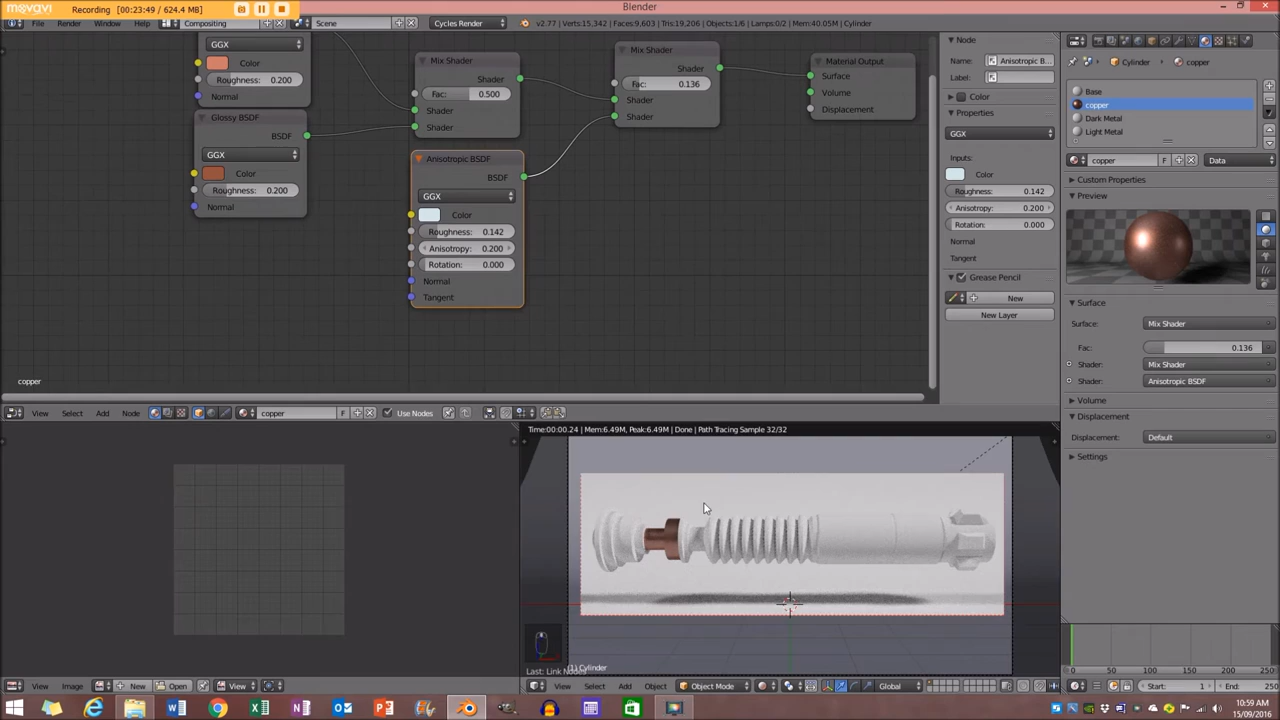 movavi
Recording (00:23:49 / 624.4 MB)
Blender
Window
Help
Compositing
Scene
Cycles Render
v2.77 | Verts:15,342 | Faces:9,603 | Tris:19,206 | Objects:1/6 | Lamps:0/2 | Mem:40.05M | Cylinder
GGX
Color
Roughness: 0.200
Normal
Glossy BSDF
BSDF
GGX
Color
Roughness: 0.200
Normal
Mix Shader
Shader
Fac: 0.500
Shader
Shader
Anisotropic BSDF
BSDF
GGX
Color
Roughness: 0.142
Anisotropy: 0.200
Rotation: 0.000
Normal
Tangent
Mix Shader
Shader
Fac: 0.136
Shader
Shader
Material Output
Surface
Volume
Displacement
copper
Node
Name: Anisotropic B...
Label:
Color
Properties
GGX
Inputs:
Color
Roughness: 0.142
Anisotropy: 0.200
Rotation: 0.000
Normal
Tangent
Grease Pencil
New
New Layer
Cylinder
copper
Base
copper
Dark Metal
Light Metal
copper
F
Data
Custom Properties
Preview
Surface
Surface: Mix Shader
Fac: 0.136
Shader: Mix Shader
Shader: Anisotropic BSDF
Volume
Displacement
Displacement: Default
Settings
View Select Add Node
copper
F
Use Nodes
Time:00:00.24 | Mem:6.49M, Peak:6.49M | Done | Path Tracing Sample 32/32
(1) Cylinder
View Image
New
Open
View
View Select Add Object
Object Mode
Global
0 50 100 150 200 250
Start: 1
End: 250
10:59 AM
15/09/2016